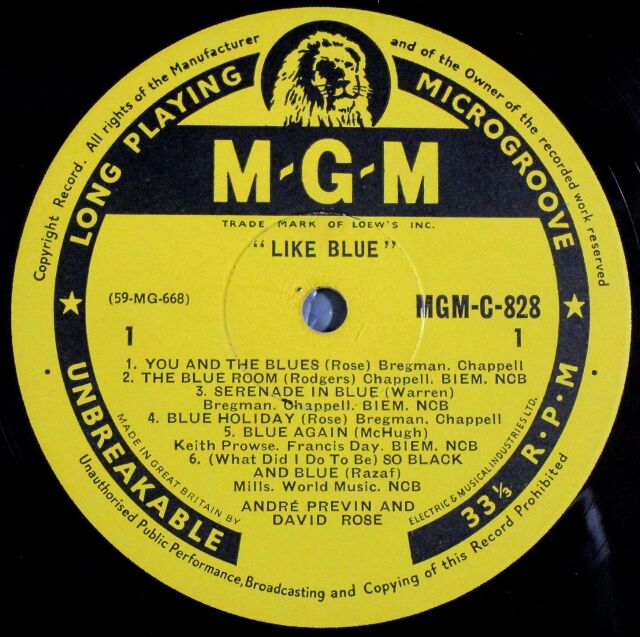 Copyright Record. All rights of the Manufacturer and of the Owner of the recorded work reserved
LONG PLAYING MICROGROOVE
M-G-M
TRADE MARK OF LOEW'S INC.
"LIKE BLUE"
(59-MG-668)
MGM-C-828
1
1
1. YOU AND THE BLUES (Rose) Bregman. Chappell
2. THE BLUE ROOM (Rodgers) Chappell. BIEM. NCB
3. SERENADE IN BLUE (Warren)
Bregman. Chappell. BIEM. NCB
4. BLUE HOLIDAY (Rose) Bregman. Chappell
5. BLUE AGAIN (McHugh)
Keith Prowse. Francis Day. BIEM. NCB
6. (What Did I Do To Be) SO BLACK
AND BLUE (Razaf)
Mills. World Music. NCB
ANDRÉ PREVIN AND
DAVID ROSE
MADE IN GREAT BRITAIN BY
ELECTRIC & MUSICAL INDUSTRIES LTD.
UNBREAKABLE
33⅓ R·P·M
Unauthorised Public Performance, Broadcasting and Copying of this Record Prohibited